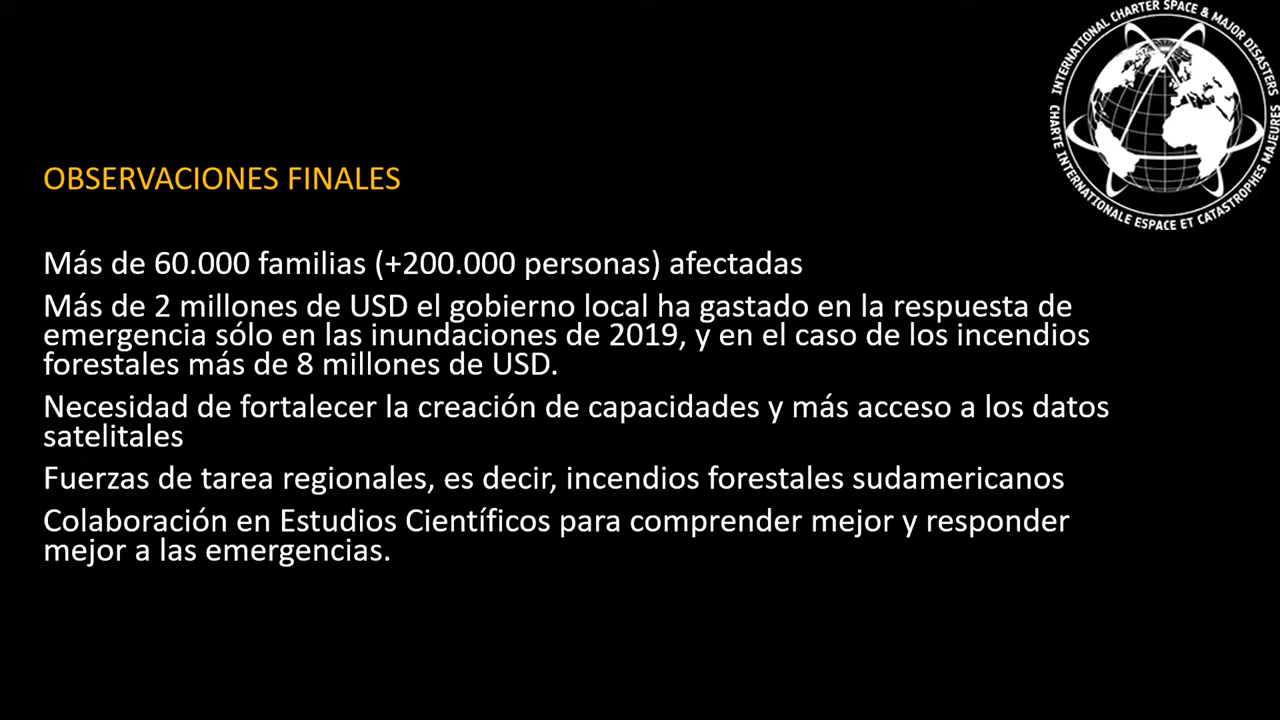 INTERNATIONAL CHARTER SPACE & MAJOR DISASTERS
CHARTE INTERNATIONALE ESPACE ET CATASTROPHES MAJEURES
OBSERVACIONES FINALES
Más de 60.000 familias (+200.000 personas) afectadas
Más de 2 millones de USD el gobierno local ha gastado en la respuesta de
emergencia sólo en las inundaciones de 2019, y en el caso de los incendios
forestales más de 8 millones de USD.
Necesidad de fortalecer la creación de capacidades y más acceso a los datos
satelitales
Fuerzas de tarea regionales, es decir, incendios forestales sudamericanos
Colaboración en Estudios Científicos para comprender mejor y responder
mejor a las emergencias.